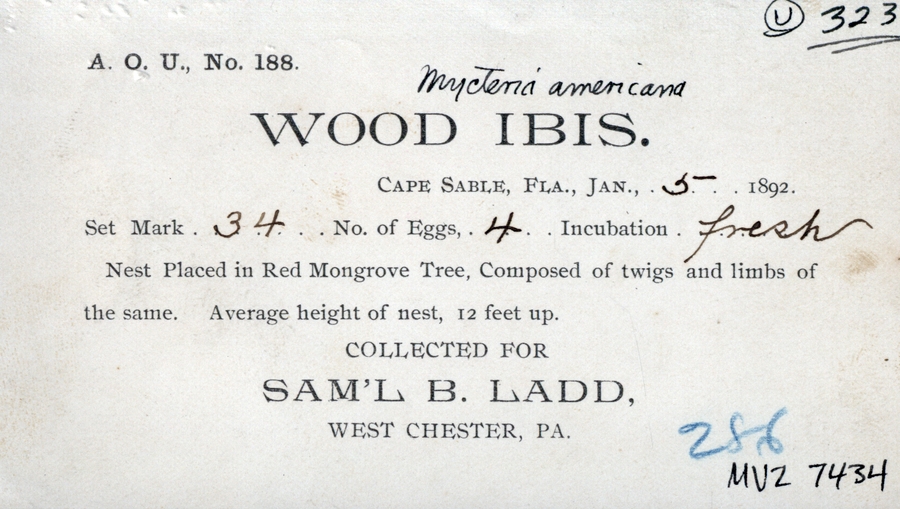 U 323
A. O. U., No. 188.
Mycteria americana
WOOD IBIS.
CAPE SABLE, FLA., JAN., . 5 . . 1892.
Set Mark . 34 . . No. of Eggs, . 4 . . Incubation . fresh
Nest Placed in Red Mongrove Tree, Composed of twigs and limbs of
the same. Average height of nest, 12 feet up.
COLLECTED FOR
SAM'L B. LADD,
WEST CHESTER, PA.
286
MVZ 7434